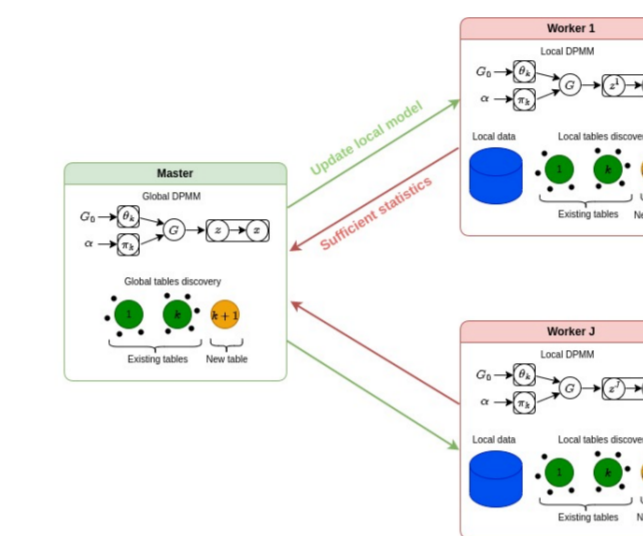 Worker 1
Local DPMM
G₀ θₖ G z¹
α πₖ
Local data
1 k
Existing tables
Update local model
Sufficient statistics
Master
Global DPMM
G₀ θₖ G z x
α πₖ
Global tables discovery
1 k k + 1
Existing tables New table
Worker J
Local DPMM
G₀ θₖ G zᴶ
α πₖ
Local data
1 k
Existing tables
Local tables
Local tables